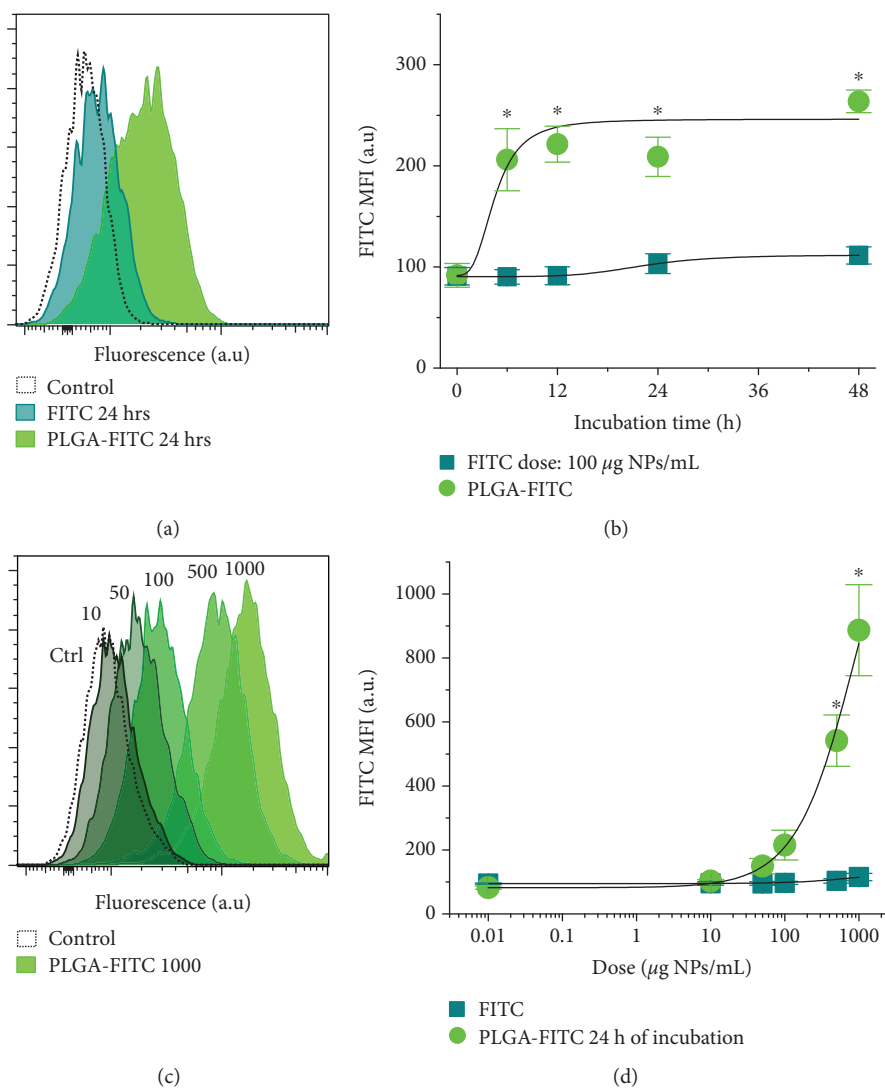 Fluorescence (a.u)
Control
FITC 24 hrs
PLGA-FITC 24 hrs
(a)
FITC MFI (a.u)
300
200
100
0
* * * *
0 12 24 36 48
Incubation time (h)
FITC dose: 100 μg NPs/mL
PLGA-FITC
(b)
Ctrl 10 50 100 500 1000
Fluorescence (a.u)
Control
PLGA-FITC 1000
(c)
FITC MFI (a.u.)
1000
800
600
400
200
0
* *
0.01 0.1 1 10 100 1000
Dose (μg NPs/mL)
FITC
PLGA-FITC 24 h of incubation
(d)